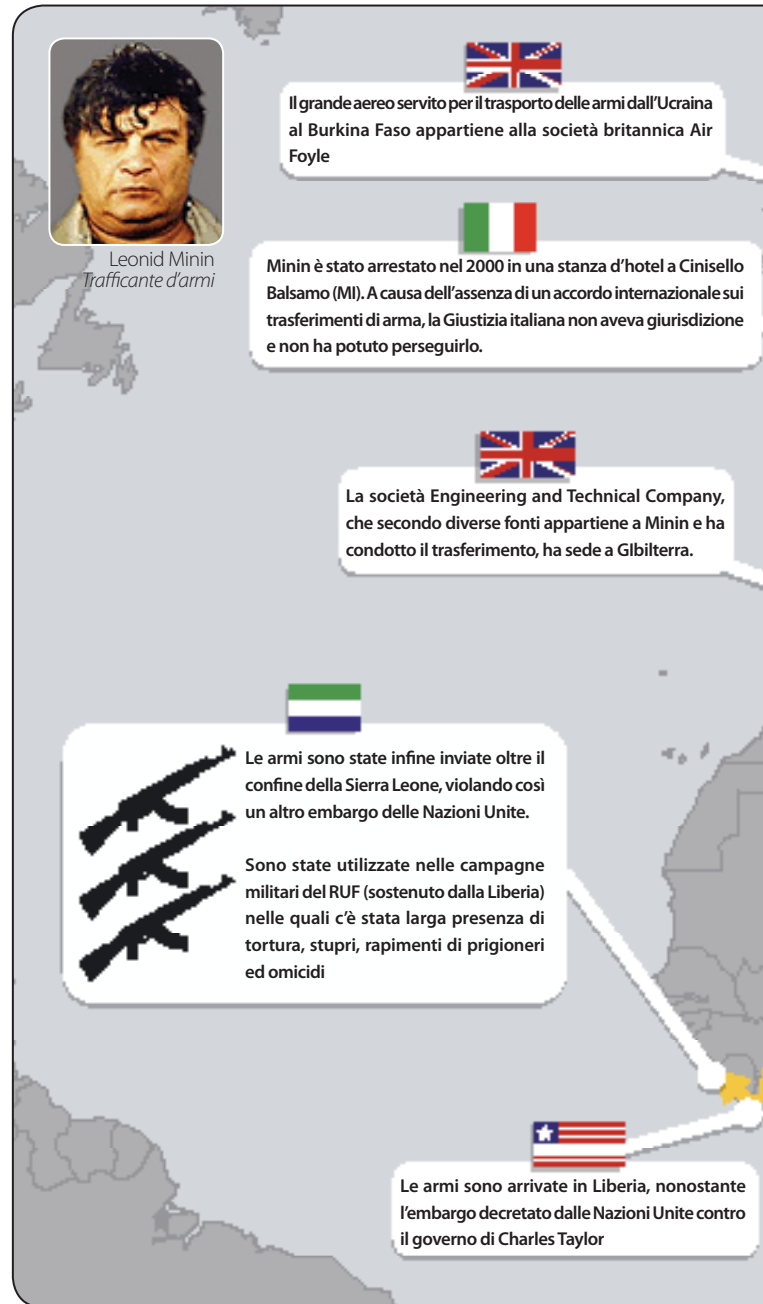 Leonid Minin
Trafficante d'armi
Il grande aereo servito per il trasporto delle armi dall'Ucraina
al Burkina Faso appartiene alla società britannica Air
Foyle
Minin è stato arrestato nel 2000 in una stanza d'hotel a Cinisello
Balsamo (MI). A causa dell'assenza di un accordo internazionale sui
trasferimenti di arma, la Giustizia italiana non aveva giurisdizione
e non ha potuto perseguirlo.
La società Engineering and Technical Company,
che secondo diverse fonti appartiene a Minin e ha
condotto il trasferimento, ha sede a GIbilterra.
Le armi sono state infine inviate oltre il
confine della Sierra Leone, violando così
un altro embargo delle Nazioni Unite.
Sono state utilizzate nelle campagne
militari del RUF (sostenuto dalla Liberia)
nelle quali c'è stata larga presenza di
tortura, stupri, rapimenti di prigioneri
ed omicidi
Le armi sono arrivate in Liberia, nonostante
l'embargo decretato dalle Nazioni Unite contro
il governo di Charles Taylor